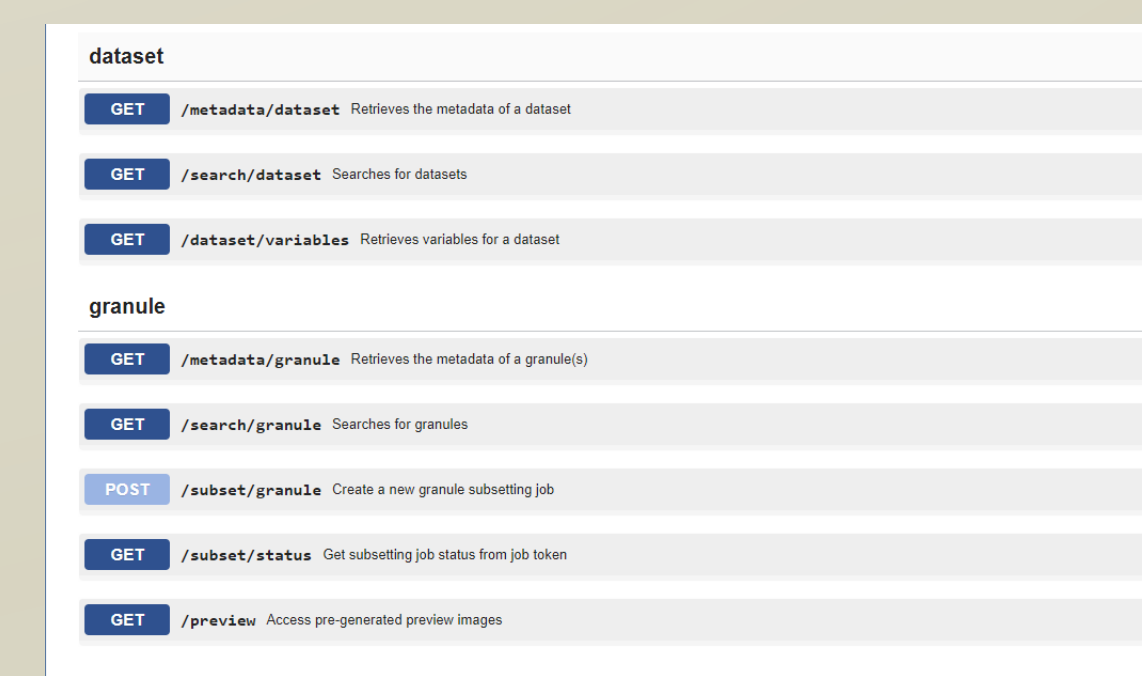 dataset
GET /metadata/dataset Retrieves the metadata of a dataset
GET /search/dataset Searches for datasets
GET /dataset/variables Retrieves variables for a dataset
granule
GET /metadata/granule Retrieves the metadata of a granule(s)
GET /search/granule Searches for granules
POST /subset/granule Create a new granule subsetting job
GET /subset/status Get subsetting job status from job token
GET /preview Access pre-generated preview images